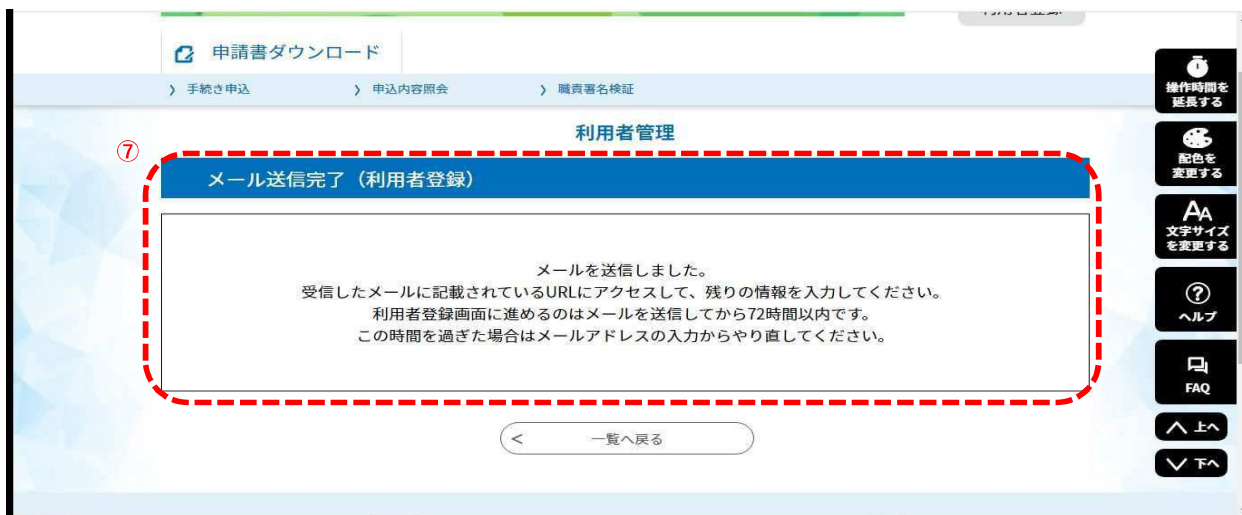 申請書ダウンロード
> 手続き申込 > 申込内容照会 > 職責署名検証
利用者管理
⑦
メール送信完了（利用者登録）
メールを送信しました。
受信したメールに記載されているURLにアクセスして、残りの情報を入力してください。
利用者登録画面に進めるのはメールを送信してから72時間以内です。
この時間を過ぎた場合はメールアドレスの入力からやり直してください。
< 一覧へ戻る
操作時間を
延長する
配色を
変更する
AA
文字サイズ
を変更する
?
ヘルプ
FAQ
上へ
下へ